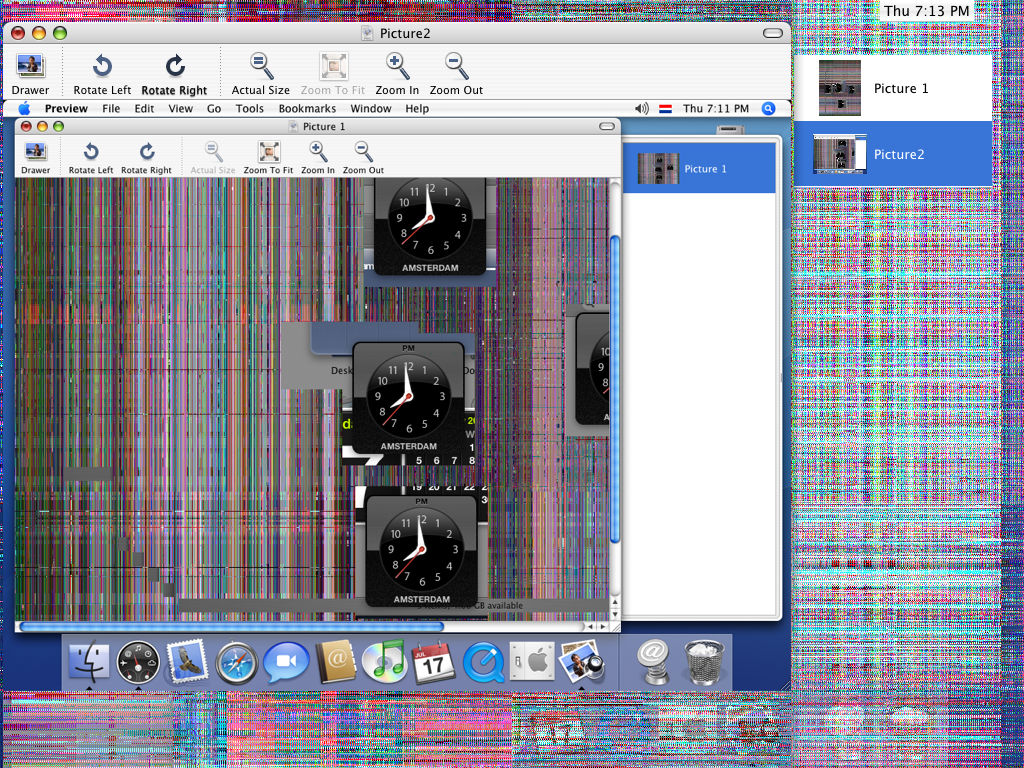 Thu 7:13 PM
Picture2
Drawer Rotate Left Rotate Right Actual Size Zoom To Fit Zoom In Zoom Out
Picture 1
Picture2
Preview File Edit View Go Tools Bookmarks Window Help Thu 7:11 PM
Picture 1
Drawer Rotate Left Rotate Right Actual Size Zoom To Fit Zoom In Zoom Out
Picture 1
11 12 1
10 2
9 3
8 4
7 6 5
AMSTERDAM
PM
11 12 1
10 2
9 3
8 4
7 6 5
AMSTERDAM
Desk
Do
5 6 7 8
19 20 21 22
PM
11 12 1
10 2
9 3
8 4
7 6 5
AMSTERDAM
GB available
10
9
8
JUL
17